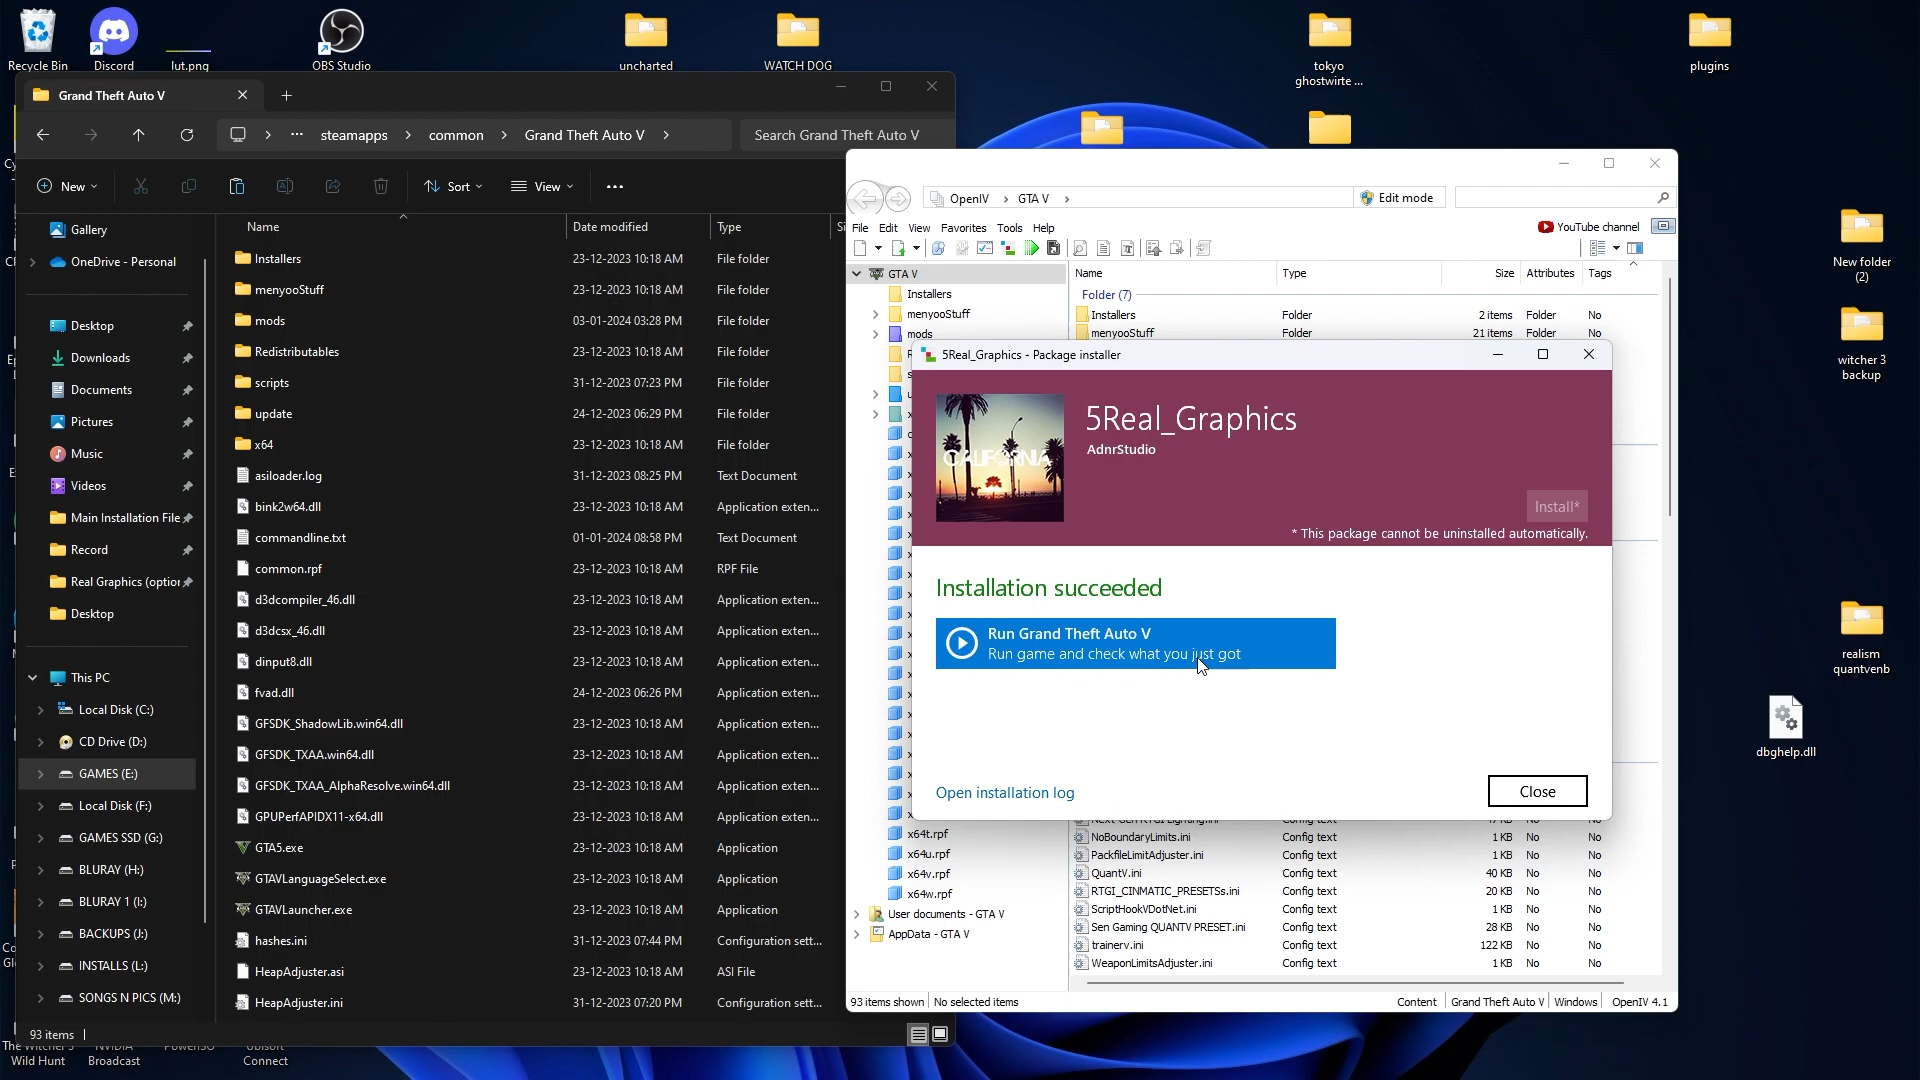 Recycle Bin
Discord
lut.png
OBS Studio
uncharted
WATCH DOG
tokyo
ghostwirte ...
plugins
New folder
(2)
witcher 3
backup
realism
quantvenb
dbghelp.dll
Grand Theft Auto V
steamapps
common
Grand Theft Auto V
Search Grand Theft Auto V
New
Sort
View
Gallery
OneDrive - Personal
Desktop
Downloads
Documents
Pictures
Music
Videos
Main Installation File
Record
Real Graphics (option
Desktop
This PC
Local Disk (C:)
CD Drive (D:)
GAMES (E:)
Local Disk (F:)
GAMES SSD (G:)
BLURAY (H:)
BLURAY 1 (I:)
BACKUPS (J:)
INSTALLS (L:)
SONGS N PICS (M:)
Name Date modified Type
Installers 23-12-2023 10:18 AM File folder
menyooStuff 23-12-2023 10:18 AM File folder
mods 03-01-2024 03:28 PM File folder
Redistributables 23-12-2023 10:18 AM File folder
scripts 31-12-2023 07:23 PM File folder
update 24-12-2023 06:29 PM File folder
x64 23-12-2023 10:18 AM File folder
asiloader.log 31-12-2023 08:25 PM Text Document
bink2w64.dll 23-12-2023 10:18 AM Application exten...
commandline.txt 01-01-2024 08:58 PM Text Document
common.rpf 23-12-2023 10:18 AM RPF File
d3dcompiler_46.dll 23-12-2023 10:18 AM Application exten...
d3dcsx_46.dll 23-12-2023 10:18 AM Application exten...
dinput8.dll 23-12-2023 10:18 AM Application exten...
fvad.dll 24-12-2023 06:26 PM Application exten...
GFSDK_ShadowLib.win64.dll 23-12-2023 10:18 AM Application exten...
GFSDK_TXAA.win64.dll 23-12-2023 10:18 AM Application exten...
GFSDK_TXAA_AlphaResolve.win64.dll 23-12-2023 10:18 AM Application exten...
GPUPerfAPIDX11-x64.dll 23-12-2023 10:18 AM Application exten...
GTA5.exe 23-12-2023 10:18 AM Application
GTAVLanguageSelect.exe 23-12-2023 10:18 AM Application
GTAVLauncher.exe 23-12-2023 10:18 AM Application
hashes.ini 31-12-2023 07:44 PM Configuration sett...
HeapAdjuster.asi 23-12-2023 10:18 AM ASI File
HeapAdjuster.ini 31-12-2023 07:20 PM Configuration sett...
93 items
Wild Hunt
Broadcast
Connect
OpenIV
GTA V
Edit mode
File Edit View Favorites Tools Help
YouTube channel
GTA V
Installers
menyooStuff
mods
x64t.rpf
x64u.rpf
x64v.rpf
x64w.rpf
User documents - GTA V
AppData - GTA V
Name Type Size Attributes Tags
Folder (7)
Installers Folder 2 items Folder No
menyooStuff Folder 21 items Folder No
5Real_Graphics - Package installer
CALIFORNIA
5Real_Graphics
AdnrStudio
Install*
* This package cannot be uninstalled automatically.
Installation succeeded
Run Grand Theft Auto V
Run game and check what you just got
Open installation log
Close
NoBoundaryLimits.ini Config text 1 KB No No
PackfileLimitAdjuster.ini Config text 1 KB No No
QuantV.ini Config text 40 KB No No
RTGI_CINMATIC_PRESETSs.ini Config text 20 KB No No
ScriptHookVDotNet.ini Config text 1 KB No No
Sen Gaming QUANTV PRESET.ini Config text 28 KB No No
trainerv.ini Config text 122 KB No No
WeaponLimitsAdjuster.ini Config text 1 KB No No
93 items shown
No selected items
Content
Grand Theft Auto V
Windows
OpenIV 4.1